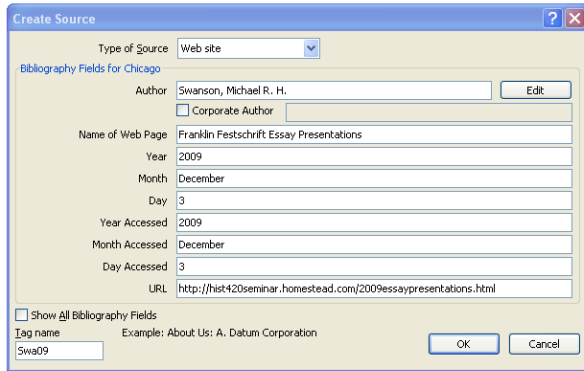 Create Source
Type of Source Web site
Bibliography Fields for Chicago
Author Swanson, Michael R. H. Edit
Corporate Author
Name of Web Page Franklin Festschrift Essay Presentations
Year 2009
Month December
Day 3
Year Accessed 2009
Month Accessed December
Day Accessed 3
URL http://hist420seminar.homestead.com/2009essaypresentations.html
Show All Bibliography Fields
Tag name Example: About Us: A. Datum Corporation
Swa09 OK Cancel